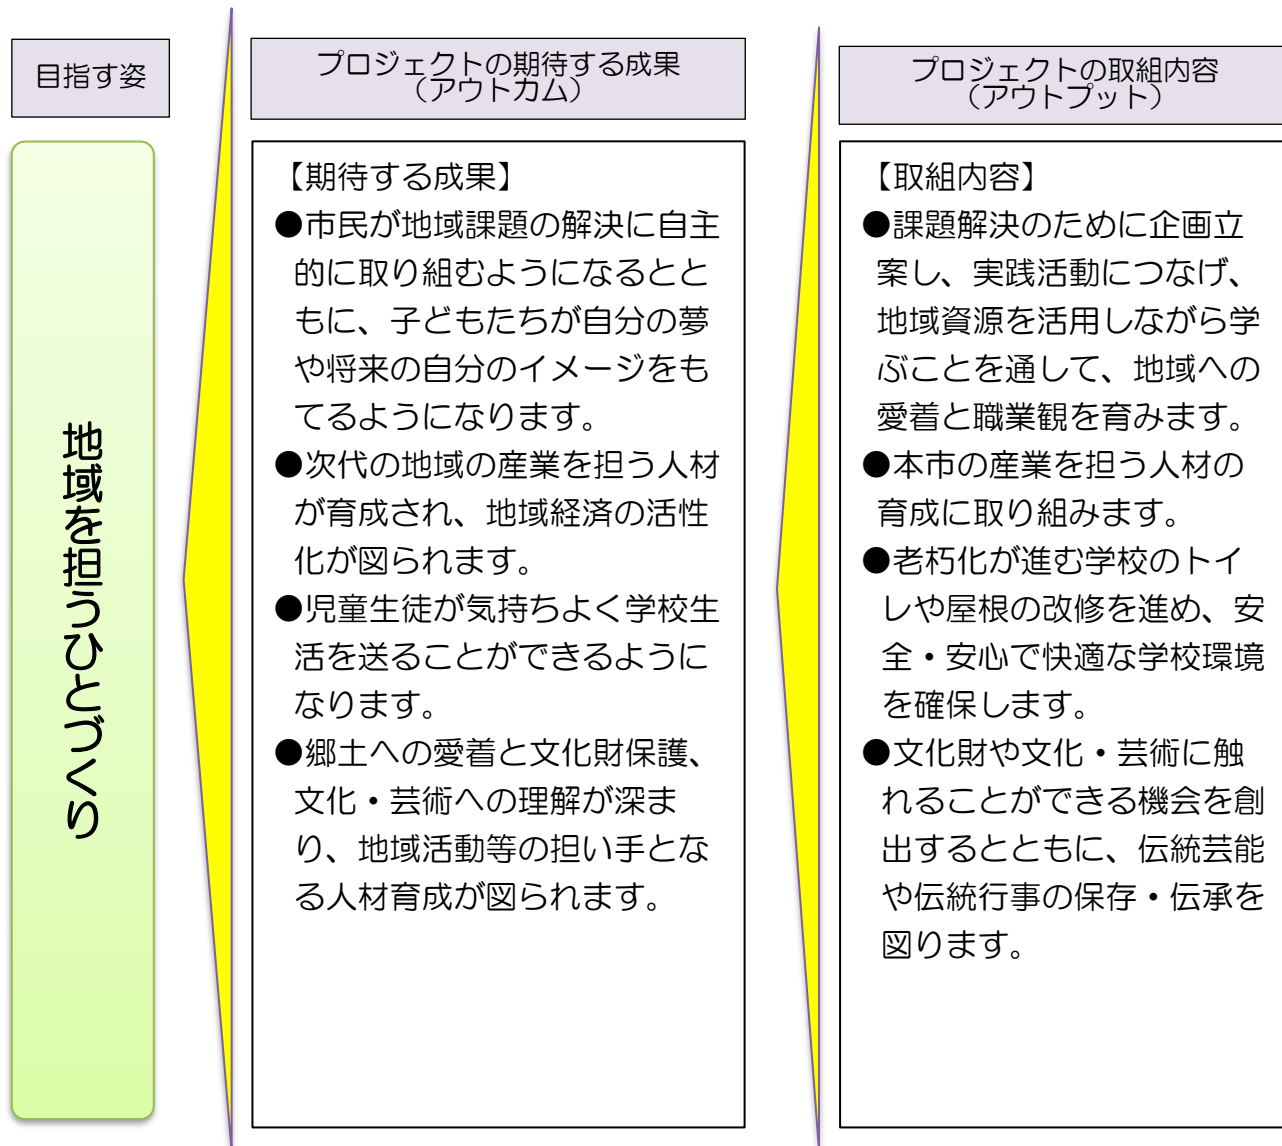 目指す姿
地域を担うひとづくり
プロジェクトの期待する成果
（アウトカム）
【期待する成果】
●市民が地域課題の解決に自主
的に取り組むようになるとと
もに、子どもたちが自分の夢
や将来の自分のイメージをも
てるようになります。
●次代の地域の産業を担う人材
が育成され、地域経済の活性
化が図られます。
●児童生徒が気持ちよく学校生
活を送ることができるように
なります。
●郷土への愛着と文化財保護、
文化・芸術への理解が深ま
り、地域活動等の担い手とな
る人材育成が図られます。
プロジェクトの取組内容
（アウトプット）
【取組内容】
●課題解決のために企画立
案し、実践活動につなげ、
地域資源を活用しながら学
ぶことを通して、地域への
愛着と職業観を育みます。
●本市の産業を担う人材の
育成に取り組みます。
●老朽化が進む学校のトイ
レや屋根の改修を進め、安
全・安心で快適な学校環境
を確保します。
●文化財や文化・芸術に触
れることができる機会を創
出するとともに、伝統芸能
や伝統行事の保存・伝承を
図ります。